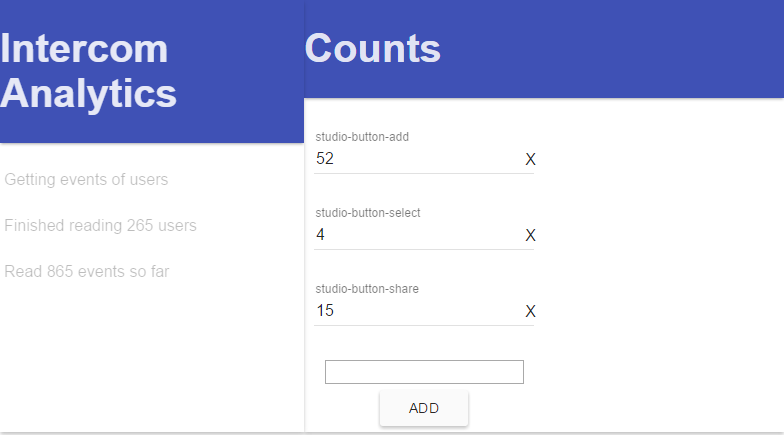 Intercom
Analytics
Getting events of users
Finished reading 265 users
Read 865 events so far
Counts
studio-button-add
52 X
studio-button-select
4 X
studio-button-share
15 X
ADD